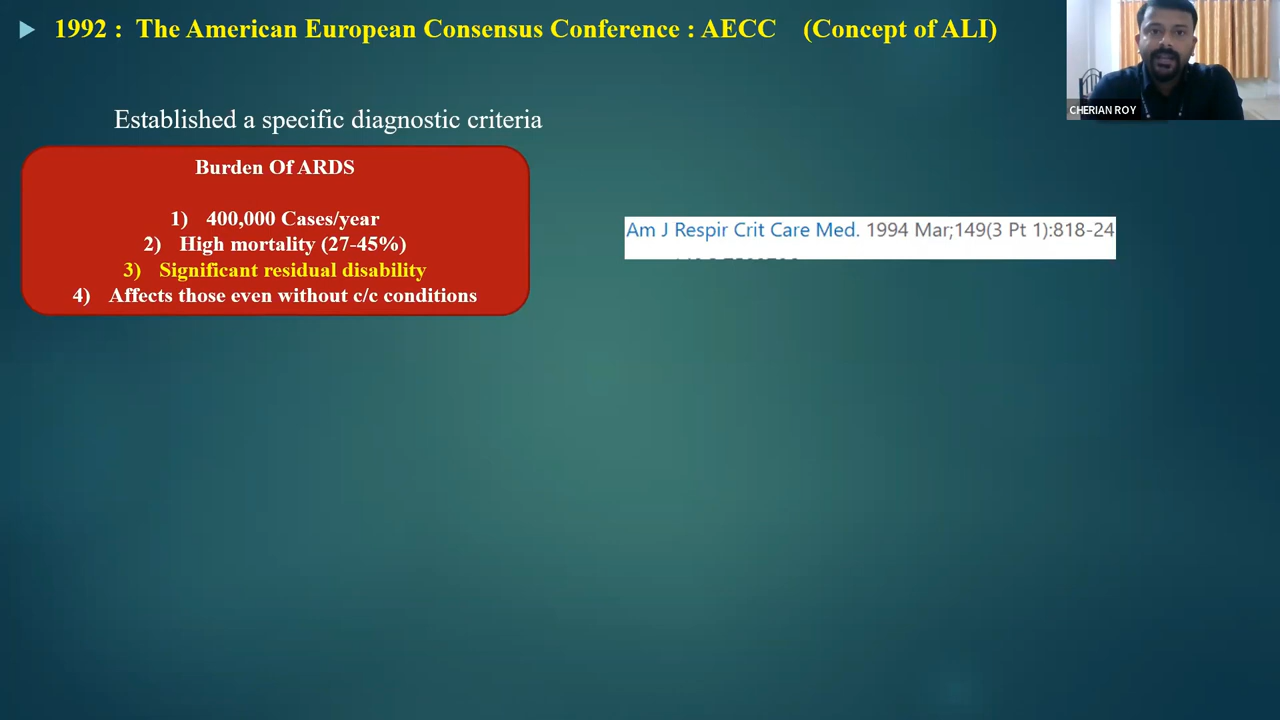 1992 : The American European Consensus Conference : AECC (Concept of ALI)
CHERIAN ROY
Established a specific diagnostic criteria
Burden Of ARDS
1) 400,000 Cases/year
2) High mortality (27-45%)
3) Significant residual disability
4) Affects those even without c/c conditions
Am J Respir Crit Care Med. 1994 Mar;149(3 Pt 1):818-24